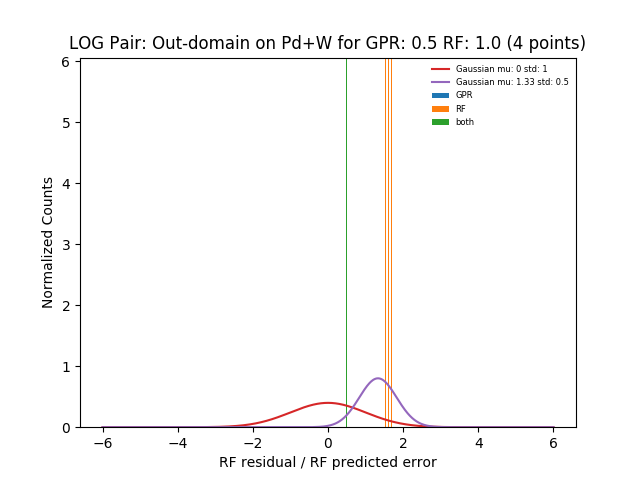 LOG Pair: Out-domain on Pd+W for GPR: 0.5 RF: 1.0 (4 points)
Gaussian mu: 0 std: 1
Gaussian mu: 1.33 std: 0.5
GPR
RF
both
6
5
4
3
2
1
0
Normalized Counts
−6 −4 −2 0 2 4 6
RF residual / RF predicted error